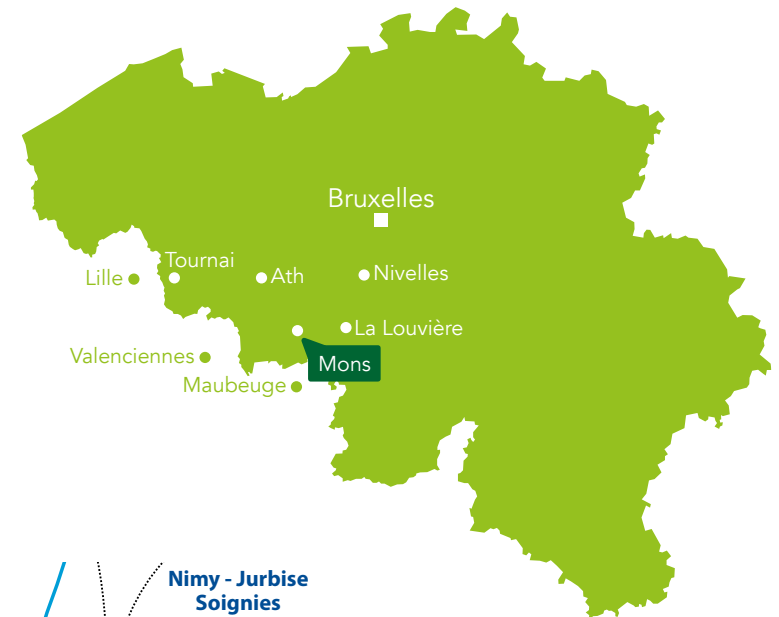 Bruxelles
Tournai
Lille
Ath
Nivelles
La Louvière
Valenciennes
Mons
Maubeuge
Nimy - Jurbise
Soignies